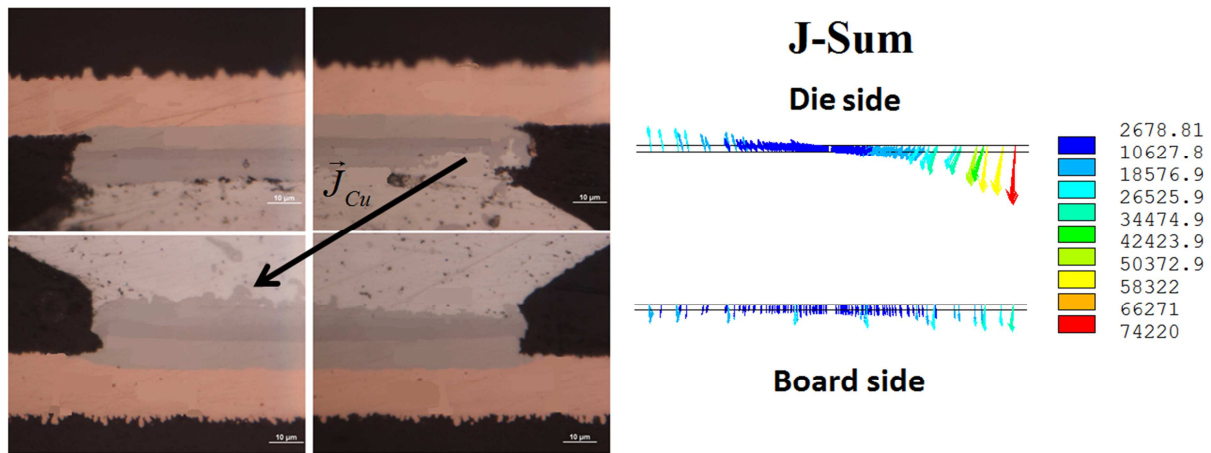 10 µm
10 µm
J⃗Cu
10 µm
10 µm
J-Sum
Die side
2678.81
10627.8
18576.9
26525.9
34474.9
42423.9
50372.9
58322
66271
74220
Board side